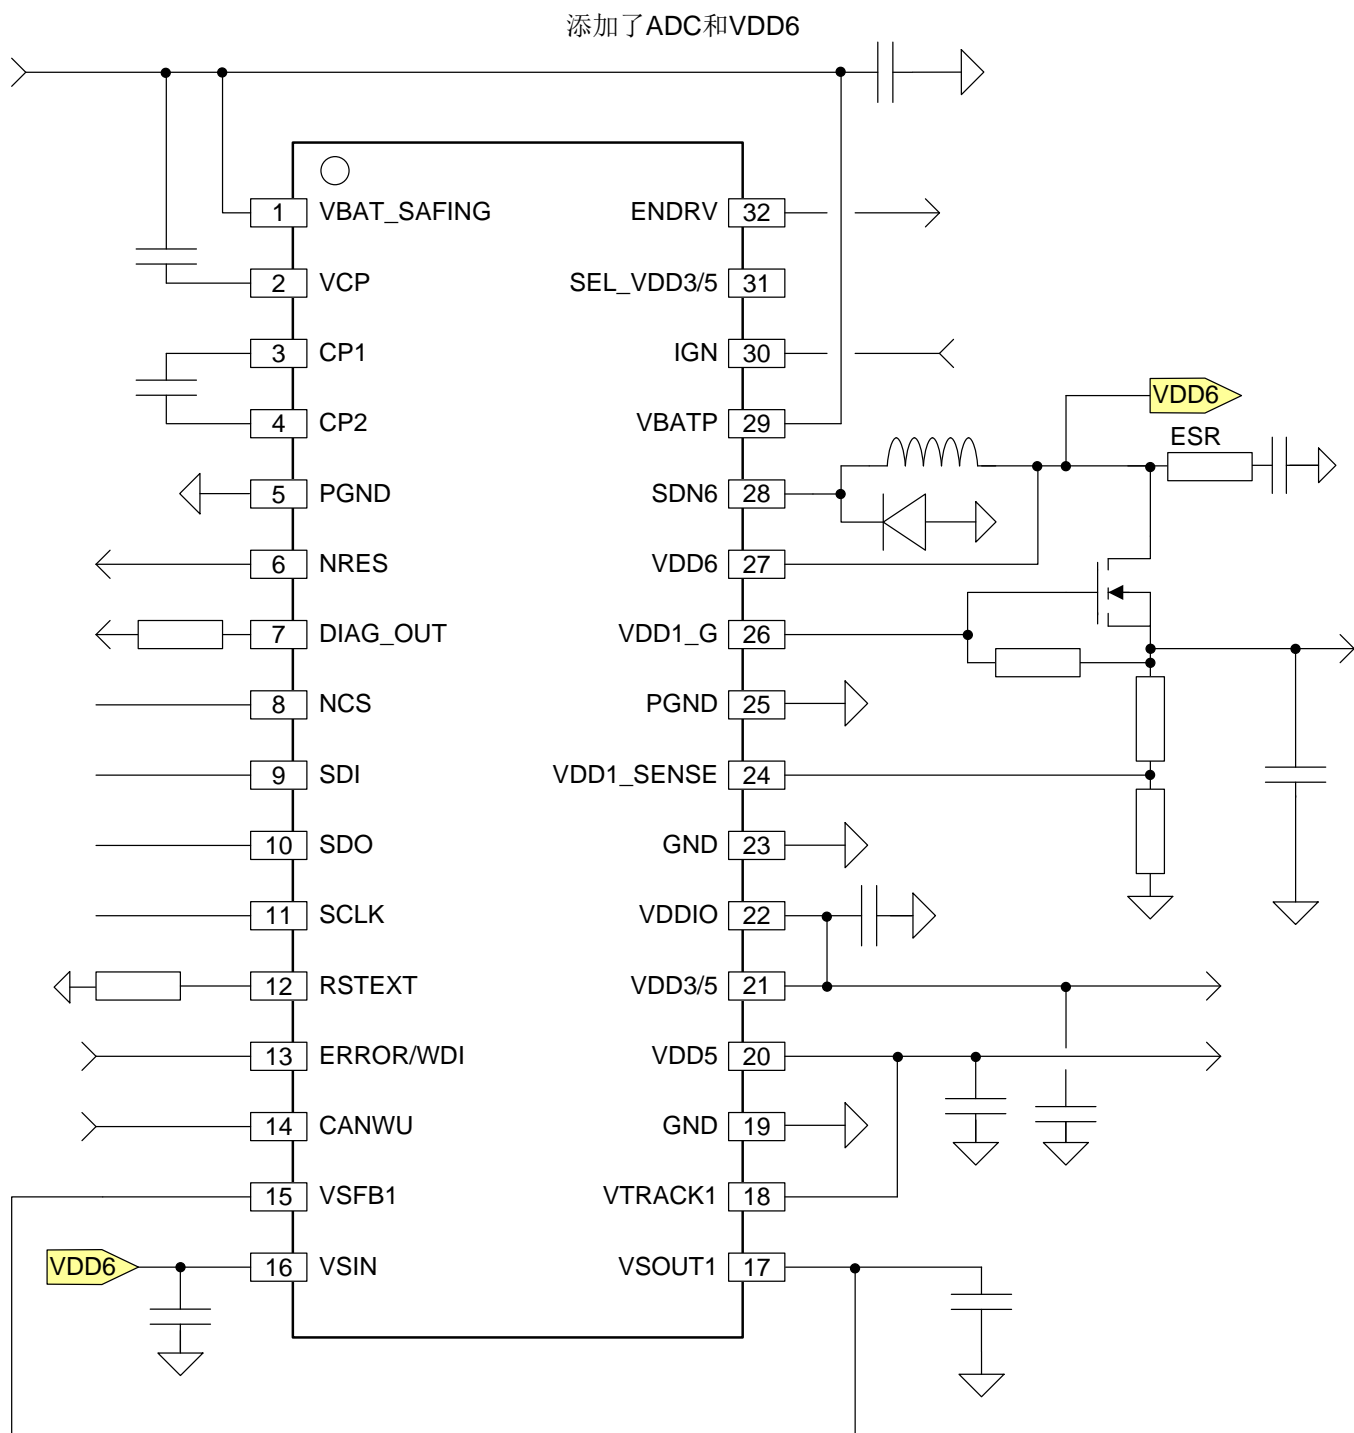 添加了ADC和VDD6
1 VBAT_SAFING
ENDRV 32
2 VCP
SEL_VDD3/5 31
3 CP1
IGN 30
VDD6
4 CP2
VBATP 29
ESR
5 PGND
SDN6 28
6 NRES
VDD6 27
7 DIAG_OUT
VDD1_G 26
8 NCS
PGND 25
9 SDI
VDD1_SENSE 24
10 SDO
GND 23
11 SCLK
VDDIO 22
12 RSTEXT
VDD3/5 21
13 ERROR/WDI
VDD5 20
14 CANWU
GND 19
15 VSFB1
VTRACK1 18
VDD6
16 VSIN
VSOUT1 17